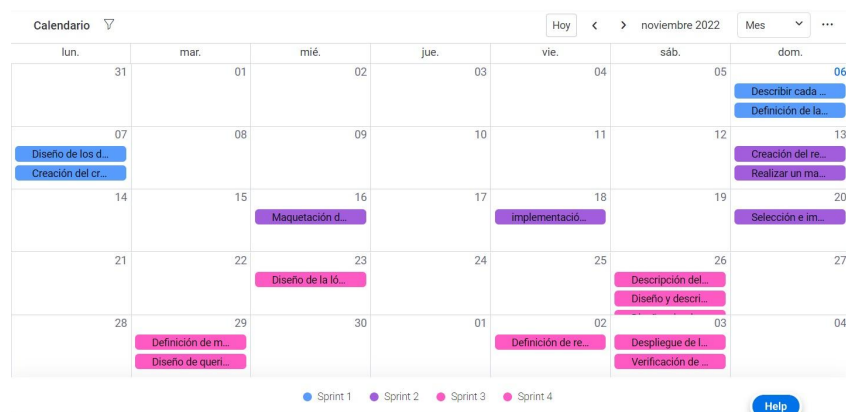 Calendario Hoy < > noviembre 2022 Mes ...
lun. mar. mié. jue. vie. sáb. dom.
31 01 02 03 04 05 06
Describir cada ...
Definición de la...
07 08 09 10 11 12 13
Diseño de los d... Creación del re...
Creación del cr... Realizar un ma...
14 15 16 17 18 19 20
Maquetación d... implementació... Selección e im...
21 22 23 24 25 26 27
Diseño de la ló... Descripción del...
Diseño y descri...
28 29 30 01 02 03 04
Definición de m... Definición de re... Despliegue de l...
Diseño de queri... Verificación de ...
Sprint 1 Sprint 2 Sprint 3 Sprint 4
Help